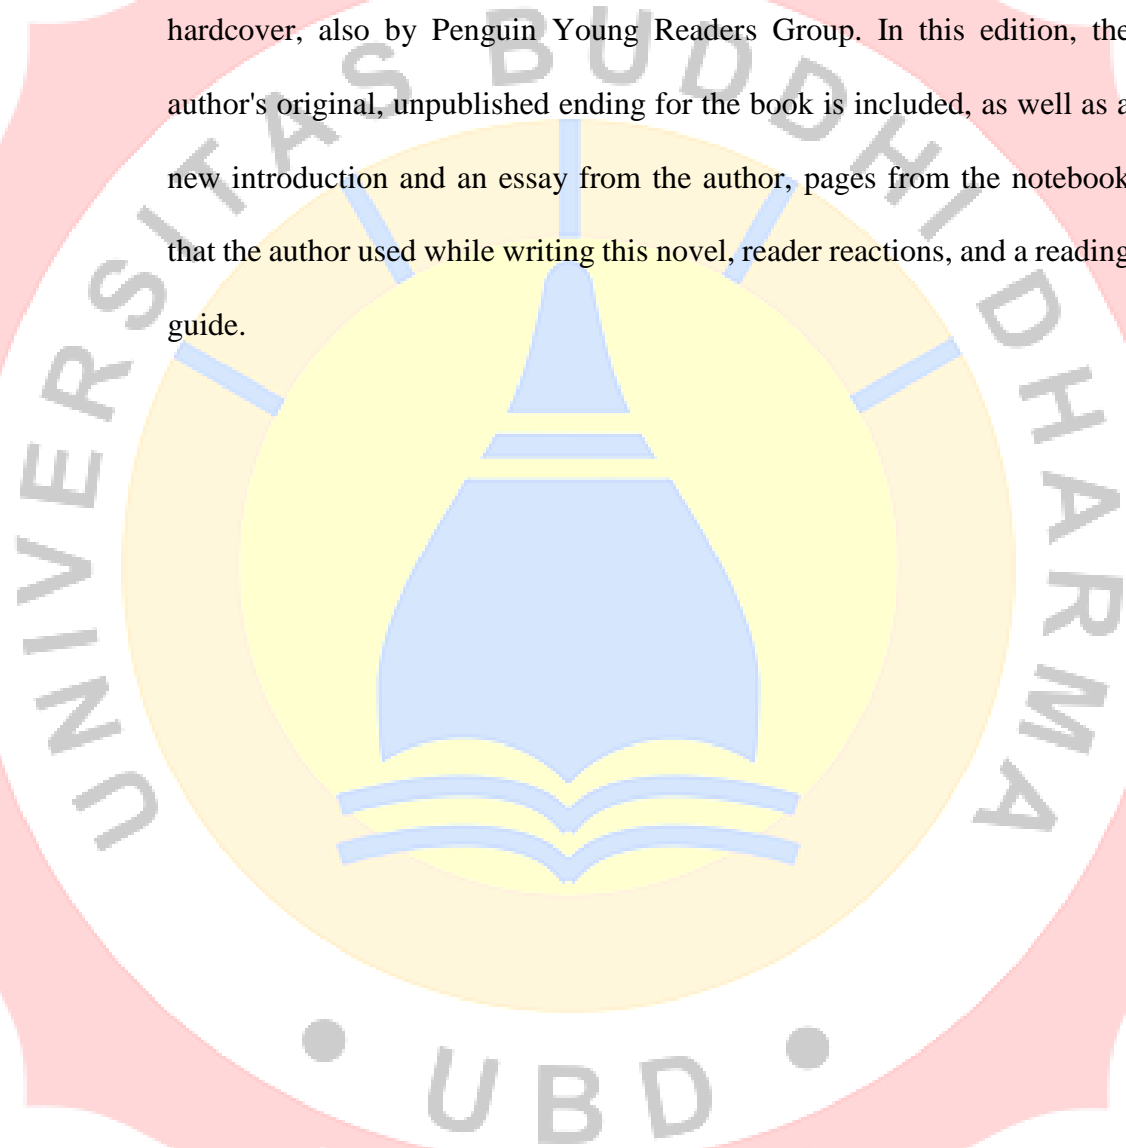 hardcover, also by Penguin Young Readers Group. In this edition, the
author's original, unpublished ending for the book is included, as well as a
new introduction and an essay from the author, pages from the notebook
that the author used while writing this novel, reader reactions, and a reading
guide.
UNIVERSITAS BUDDHI DHARMA
• UBD •